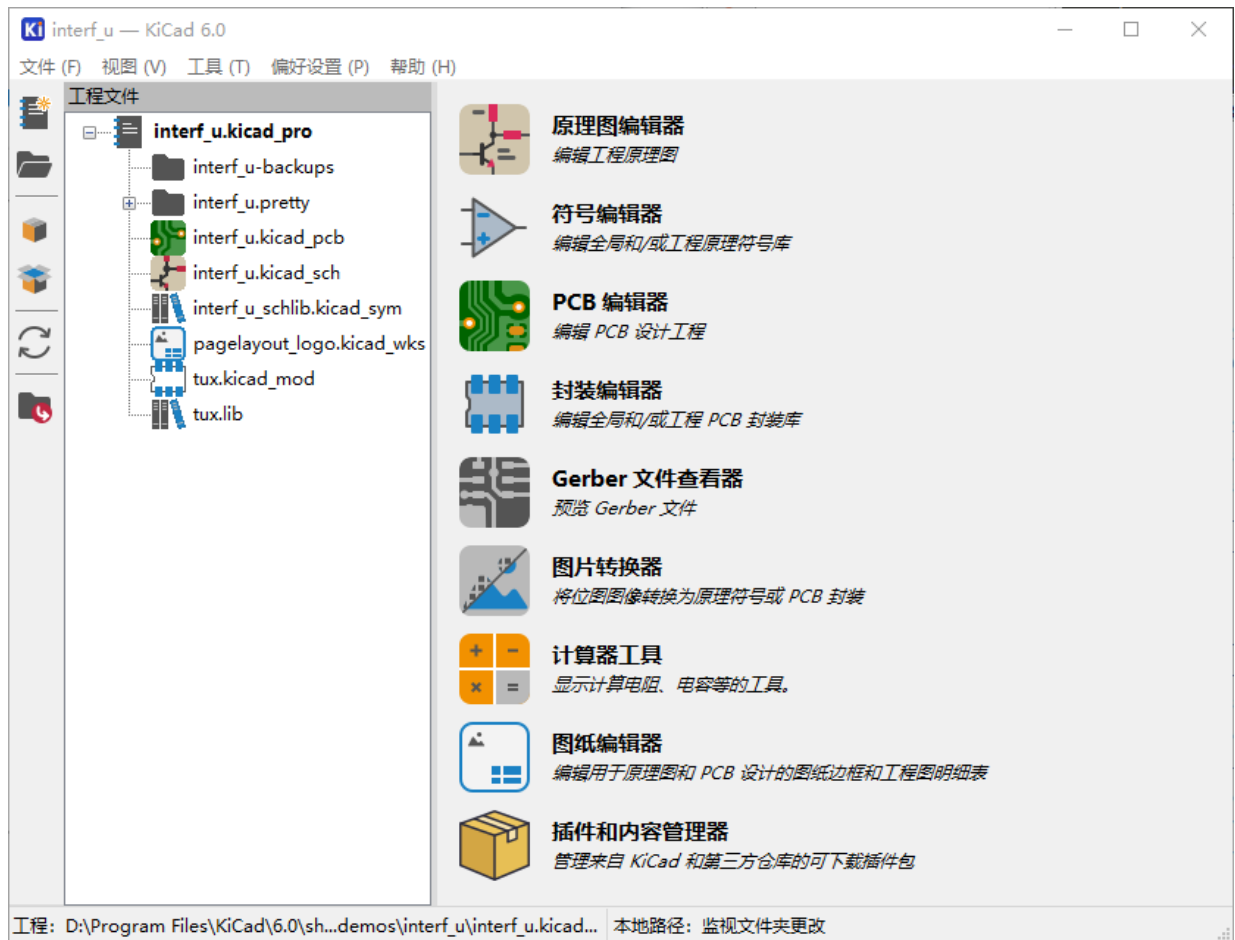 interf_u — KiCad 6.0
文件 (F) 视图 (V) 工具 (T) 偏好设置 (P) 帮助 (H)
工程文件
interf_u.kicad_pro
interf_u-backups
interf_u.pretty
interf_u.kicad_pcb
interf_u.kicad_sch
interf_u_schlib.kicad_sym
pagelayout_logo.kicad_wks
tux.kicad_mod
tux.lib
原理图编辑器
编辑工程原理图
符号编辑器
编辑全局和/或工程原理符号库
PCB 编辑器
编辑 PCB 设计工程
封装编辑器
编辑全局和/或工程 PCB 封装库
Gerber 文件查看器
预览 Gerber 文件
图片转换器
将位图图像转换为原理符号或 PCB 封装
计算器工具
显示计算电阻、电容等的工具。
图纸编辑器
编辑用于原理图和 PCB 设计的图纸边框和工程图明细表
插件和内容管理器
管理来自 KiCad 和第三方仓库的可下载插件包
工程: D:\Program Files\KiCad\6.0\sh...demos\interf_u\interf_u.kicad... 本地路径: 监视文件夹更改